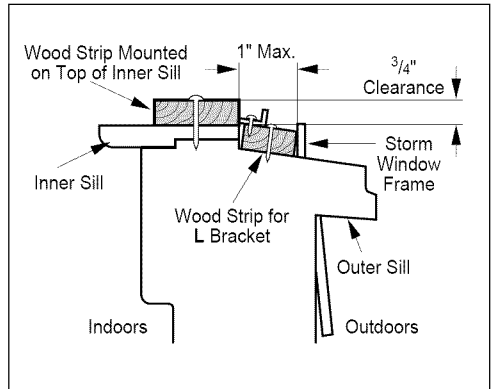 Wood Strip Mounted
on Top of Inner Sill
1" Max.
3/4"
Clearance
Inner Sill
Storm
Window
Frame
Wood Strip for
L Bracket
Outer Sill
Indoors
Outdoors